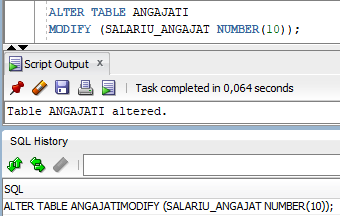 ALTER TABLE ANGAJATI
MODIFY (SALARIU_ANGAJAT NUMBER(10));
Script Output x
Task completed in 0,064 seconds
Table ANGAJATI altered.
SQL History
SQL
ALTER TABLE ANGAJATIMODIFY (SALARIU_ANGAJAT NUMBER(10));